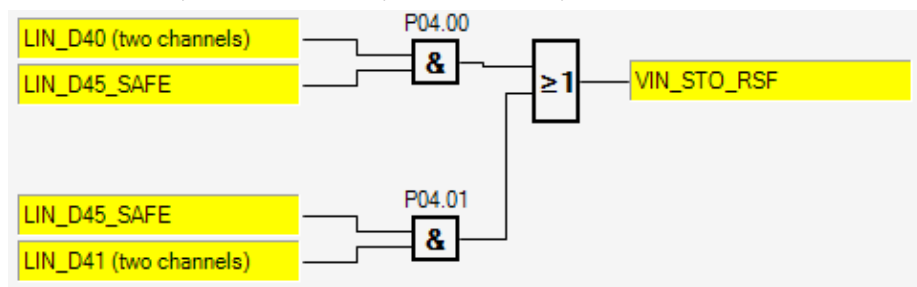 P04.00
LIN_D40 (two channels)
&
LIN_D45_SAFE
≥1
VIN_STO_RSF
P04.01
LIN_D45_SAFE
&
LIN_D41 (two channels)